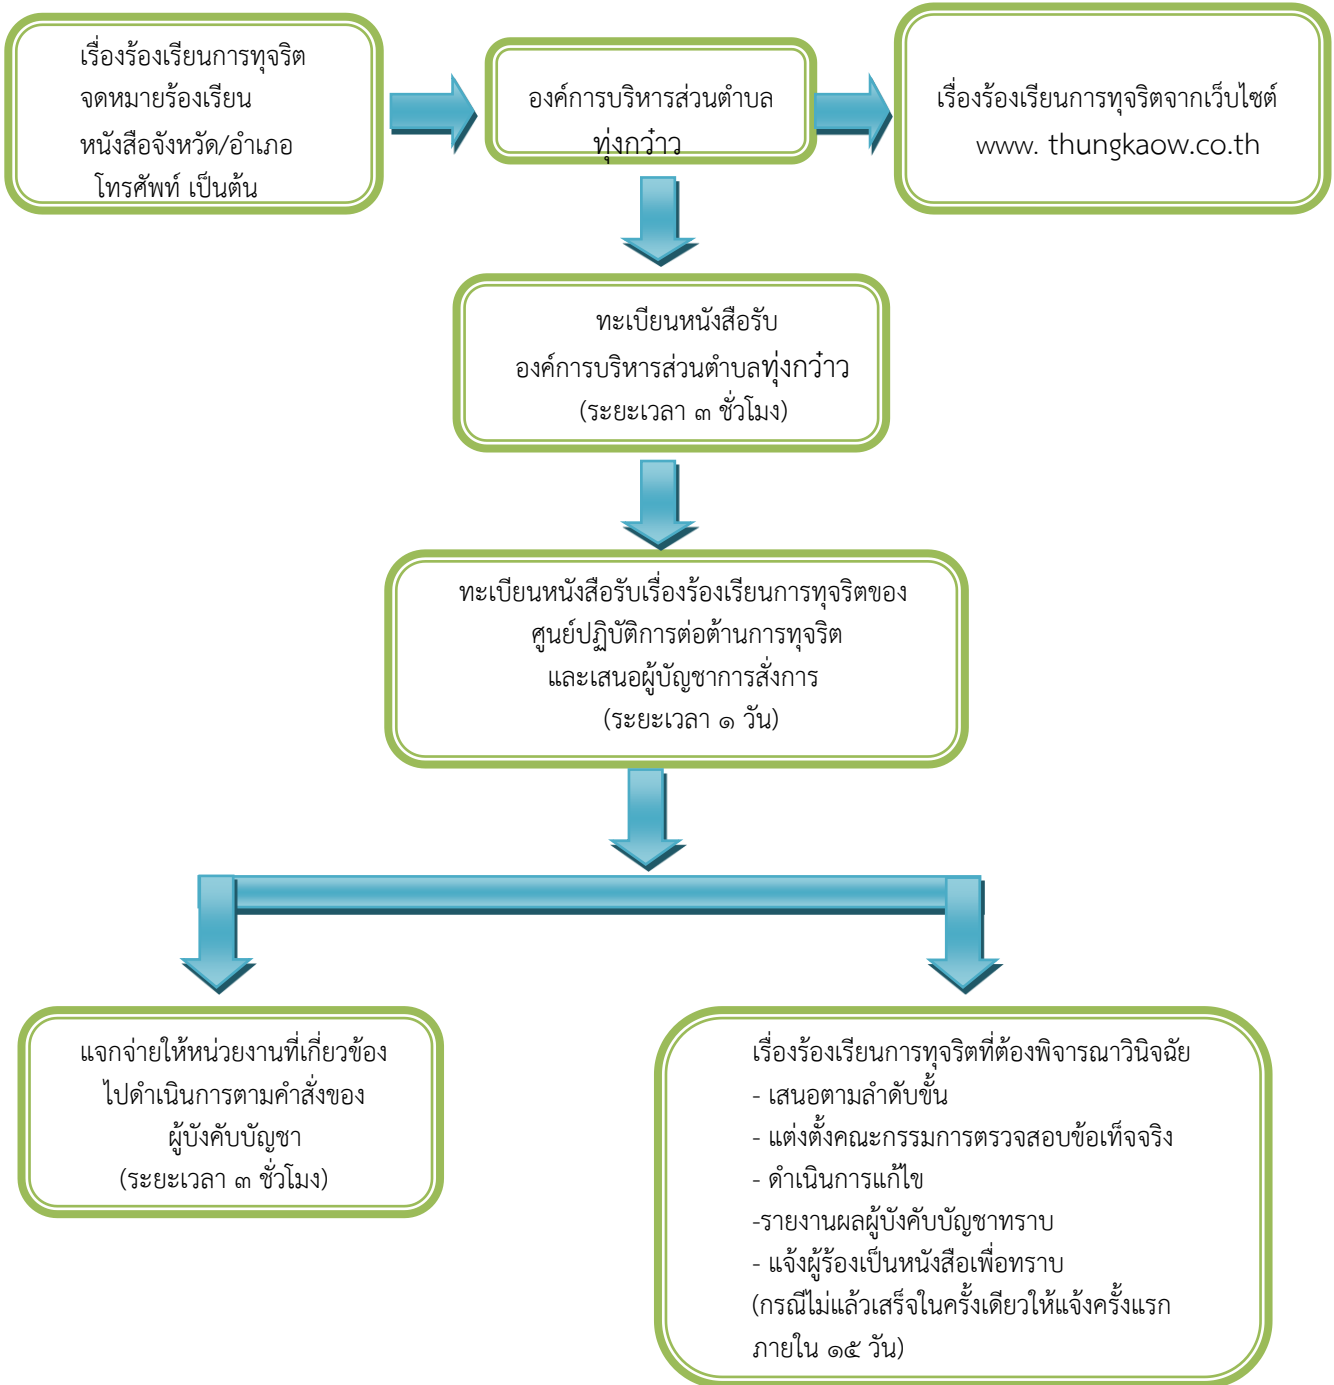 เรื่องร้องเรียนการทุจริต
จดหมายร้องเรียน
หนังสือจังหวัด/อำเภอ
โทรศัพท์ เป็นต้น
องค์การบริหารส่วนตำบล
ทุ่งกว๋าว
เรื่องร้องเรียนการทุจริตจากเว็บไซต์
www. thungkaow.co.th
ทะเบียนหนังสือรับ
องค์การบริหารส่วนตำบลทุ่งกว๋าว
(ระยะเวลา ๓ ชั่วโมง)
ทะเบียนหนังสือรับเรื่องร้องเรียนการทุจริตของ
ศูนย์ปฏิบัติการต่อต้านการทุจริต
และเสนอผู้บัญชาการสั่งการ
(ระยะเวลา ๑ วัน)
แจกจ่ายให้หน่วยงานที่เกี่ยวข้อง
ไปดำเนินการตามคำสั่งของ
ผู้บังคับบัญชา
(ระยะเวลา ๓ ชั่วโมง)
เรื่องร้องเรียนการทุจริตที่ต้องพิจารณาวินิจฉัย
- เสนอตามลำดับขั้น
- แต่งตั้งคณะกรรมการตรวจสอบข้อเท็จจริง
- ดำเนินการแก้ไข
-รายงานผลผู้บังคับบัญชาทราบ
- แจ้งผู้ร้องเป็นหนังสือเพื่อทราบ
(กรณีไม่แล้วเสร็จในครั้งเดียวให้แจ้งครั้งแรก
ภายใน ๑๕ วัน)